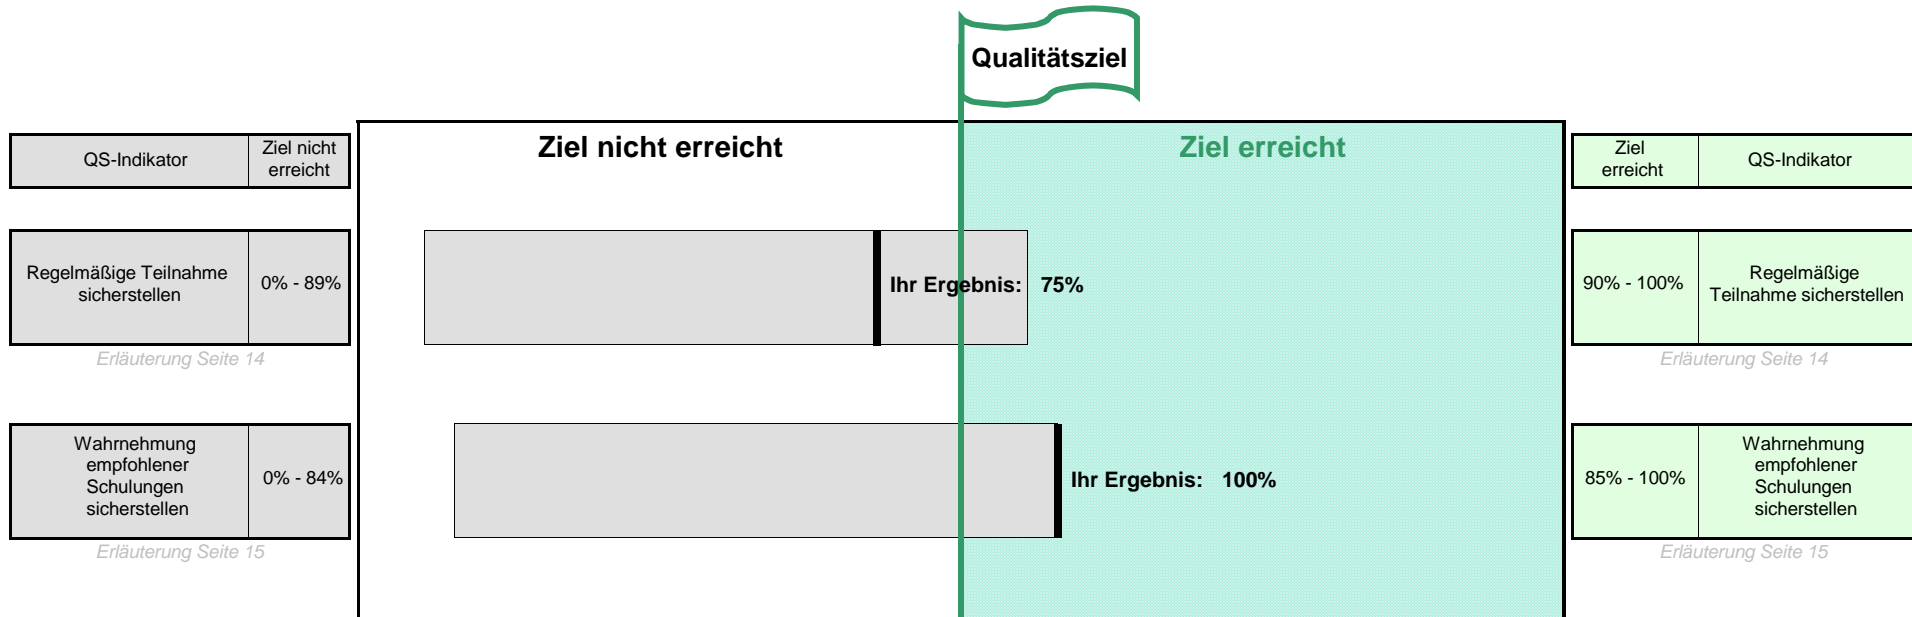 Qualitätsziel
Ziel nicht erreicht
Ziel erreicht
QS-Indikator
Ziel nicht
erreicht
Ziel
erreicht
QS-Indikator
Regelmäßige Teilnahme
sicherstellen
0% - 89%
Ihr Ergebnis: 75%
90% - 100%
Regelmäßige
Teilnahme sicherstellen
Erläuterung Seite 14
Erläuterung Seite 14
Wahrnehmung
empfohlener
Schulungen
sicherstellen
0% - 84%
Ihr Ergebnis: 100%
85% - 100%
Wahrnehmung
empfohlener
Schulungen
sicherstellen
Erläuterung Seite 15
Erläuterung Seite 15